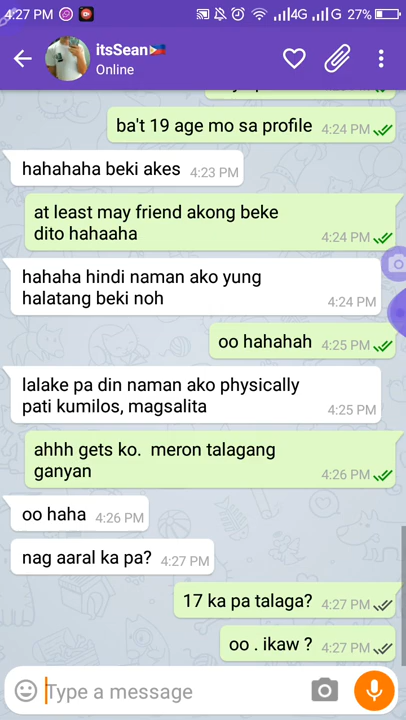 4:27 PM
4G
G
27%
itsSean🇵🇭
Online
ba't 19 age mo sa profile
4:24 PM
hahahaha beki akes
4:23 PM
at least may friend akong beke
dito hahaaha
4:24 PM
hahaha hindi naman ako yung
halatang beki noh
4:24 PM
oo hahahah
4:25 PM
lalake pa din naman ako physically
pati kumilos, magsalita
4:25 PM
ahhh gets ko. meron talagang
ganyan
4:26 PM
oo haha
4:26 PM
nag aaral ka pa?
4:27 PM
17 ka pa talaga?
4:27 PM
oo . ikaw ?
4:27 PM
Type a message